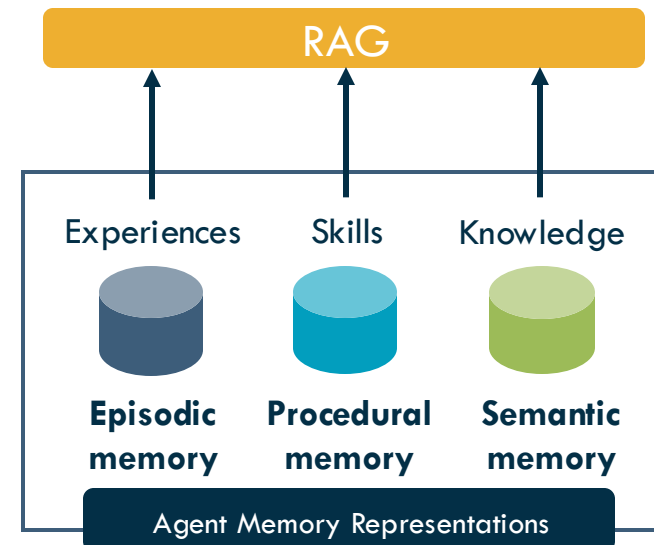 RAG
Experiences
Skills
Knowledge
Episodic
memory
Procedural
memory
Semantic
memory
Agent Memory Representations